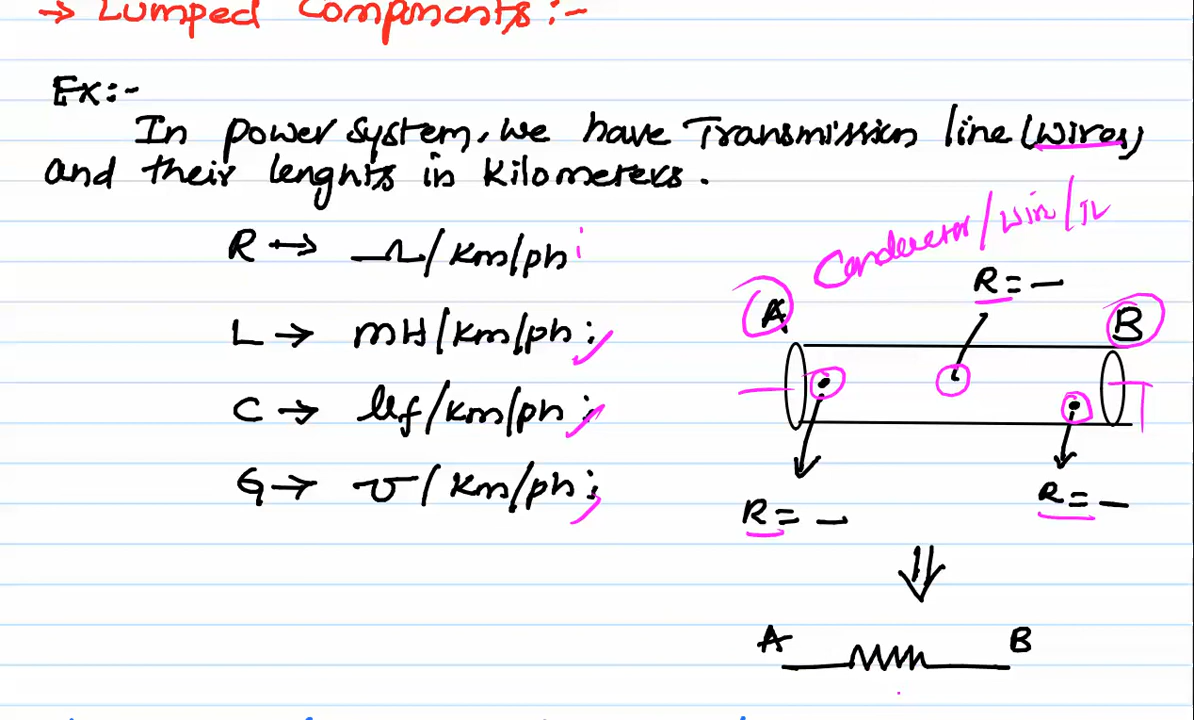 → Lumped Components:-
Ex:-
In power system, we have Transmission line (wires)
and their lenghts in Kilometers.
R → Ω/km/ph;
L → mH/km/ph;
C → μf/km/ph;
G → ℧/km/ph;
Conductor/Wire/TL
A
B
R = —
R = —
R = —
⇓
A
B